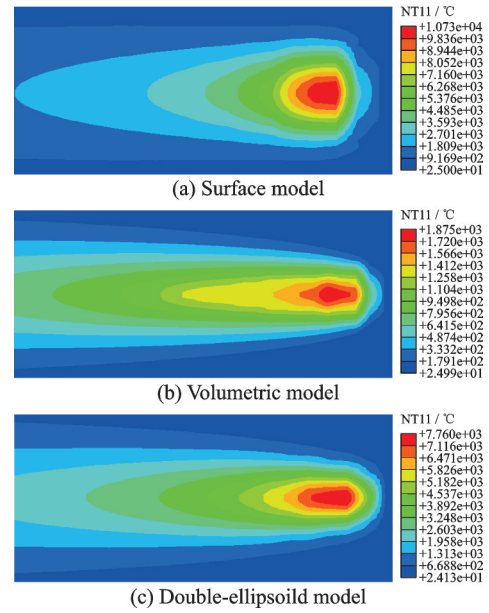 NT11 / ℃
+1.073e+04
+9.836e+03
+8.944e+03
+8.052e+03
+7.160e+03
+6.268e+03
+5.376e+03
+4.485e+03
+3.593e+03
+2.701e+03
+1.809e+03
+9.169e+02
+2.500e+01
(a) Surface model
NT11 / ℃
+1.875e+03
+1.720e+03
+1.566e+03
+1.412e+03
+1.258e+03
+1.104e+03
+9.498e+02
+7.956e+02
+6.415e+02
+4.874e+02
+3.332e+02
+1.791e+02
+2.499e+01
(b) Volumetric model
NT11 / ℃
+7.760e+03
+7.116e+03
+6.471e+03
+5.826e+03
+5.182e+03
+4.537e+03
+3.892e+03
+3.248e+03
+2.603e+03
+1.958e+03
+1.313e+03
+6.688e+02
+2.413e+01
(c) Double-ellipsoild model